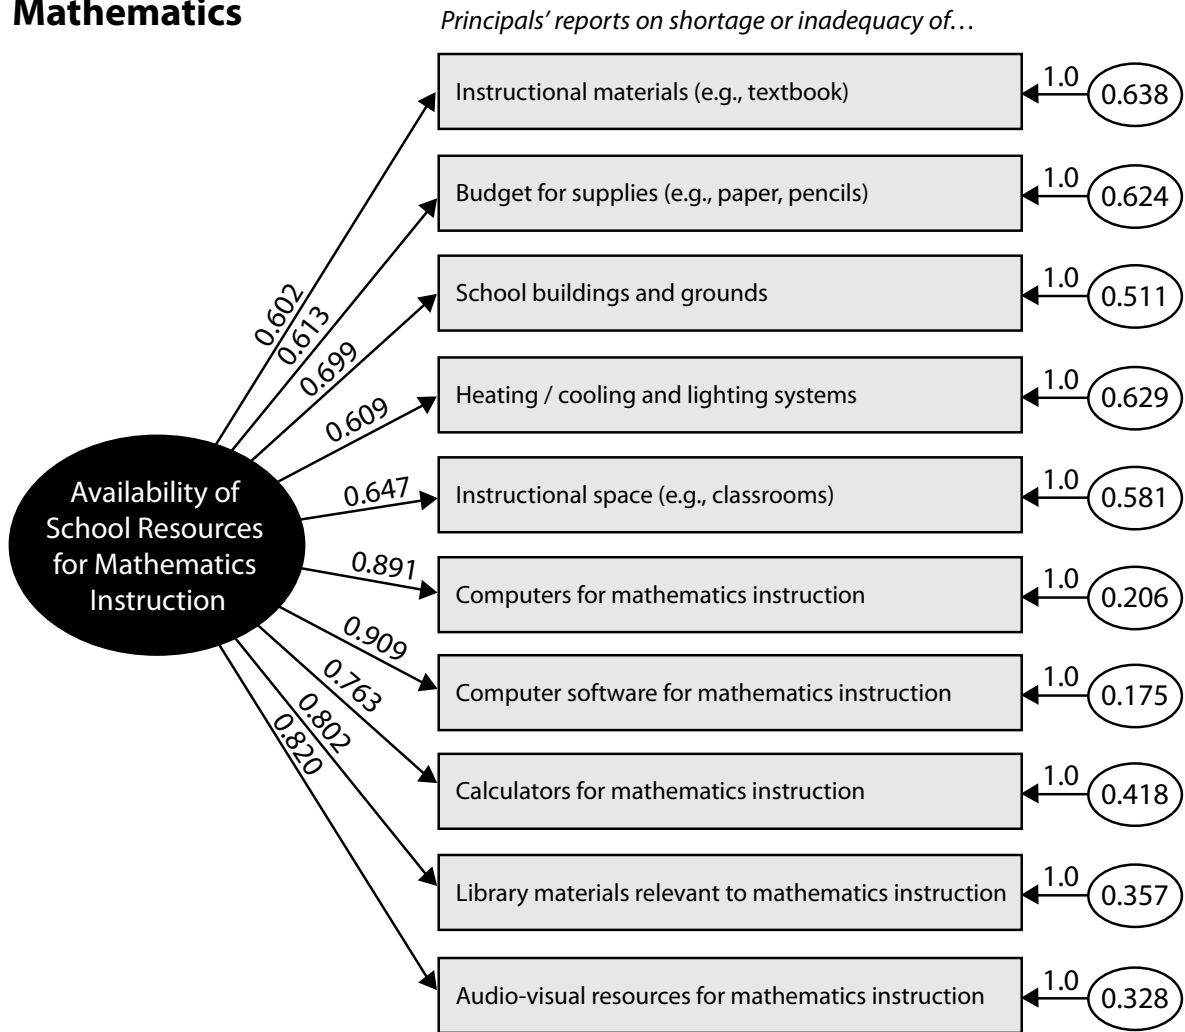 Mathematics
Principals’ reports on shortage or inadequacy of…
Instructional materials (e.g., textbook)
1.0
0.638
Budget for supplies (e.g., paper, pencils)
1.0
0.624
School buildings and grounds
1.0
0.511
Heating / cooling and lighting systems
1.0
0.629
Instructional space (e.g., classrooms)
1.0
0.581
Computers for mathematics instruction
1.0
0.206
Computer software for mathematics instruction
1.0
0.175
Calculators for mathematics instruction
1.0
0.418
Library materials relevant to mathematics instruction
1.0
0.357
Audio-visual resources for mathematics instruction
1.0
0.328
0.602
0.613
0.699
0.609
0.647
0.891
0.909
0.763
0.802
0.820
Availability of
School Resources
for Mathematics
Instruction